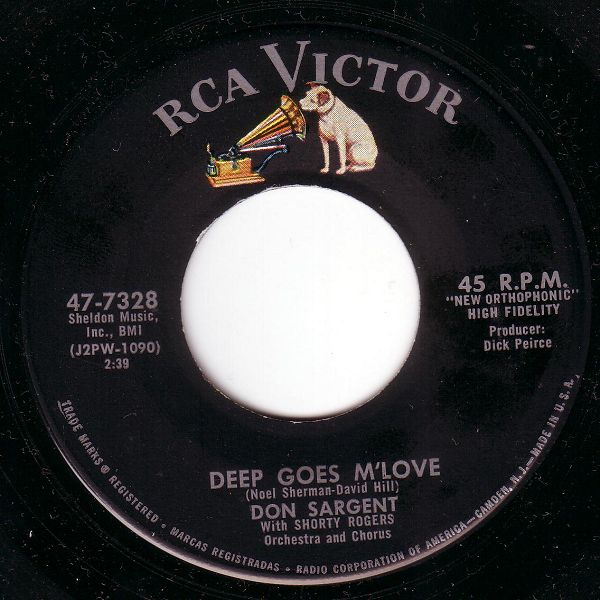 RCA VICTOR
47-7328
Sheldon Music,
Inc., BMI
(J2PW-1090)
2:39
45 R.P.M.
"NEW ORTHOPHONIC"
HIGH FIDELITY
Producer:
Dick Peirce
DEEP GOES M'LOVE
(Noel Sherman-David Hill)
DON SARGENT
With SHORTY ROGERS
Orchestra and Chorus
TRADE MARKS ® REGISTERED • MARCAS REGISTRADAS • RADIO CORPORATION OF AMERICA—CAMDEN, N.J.—MADE IN U.S.A.